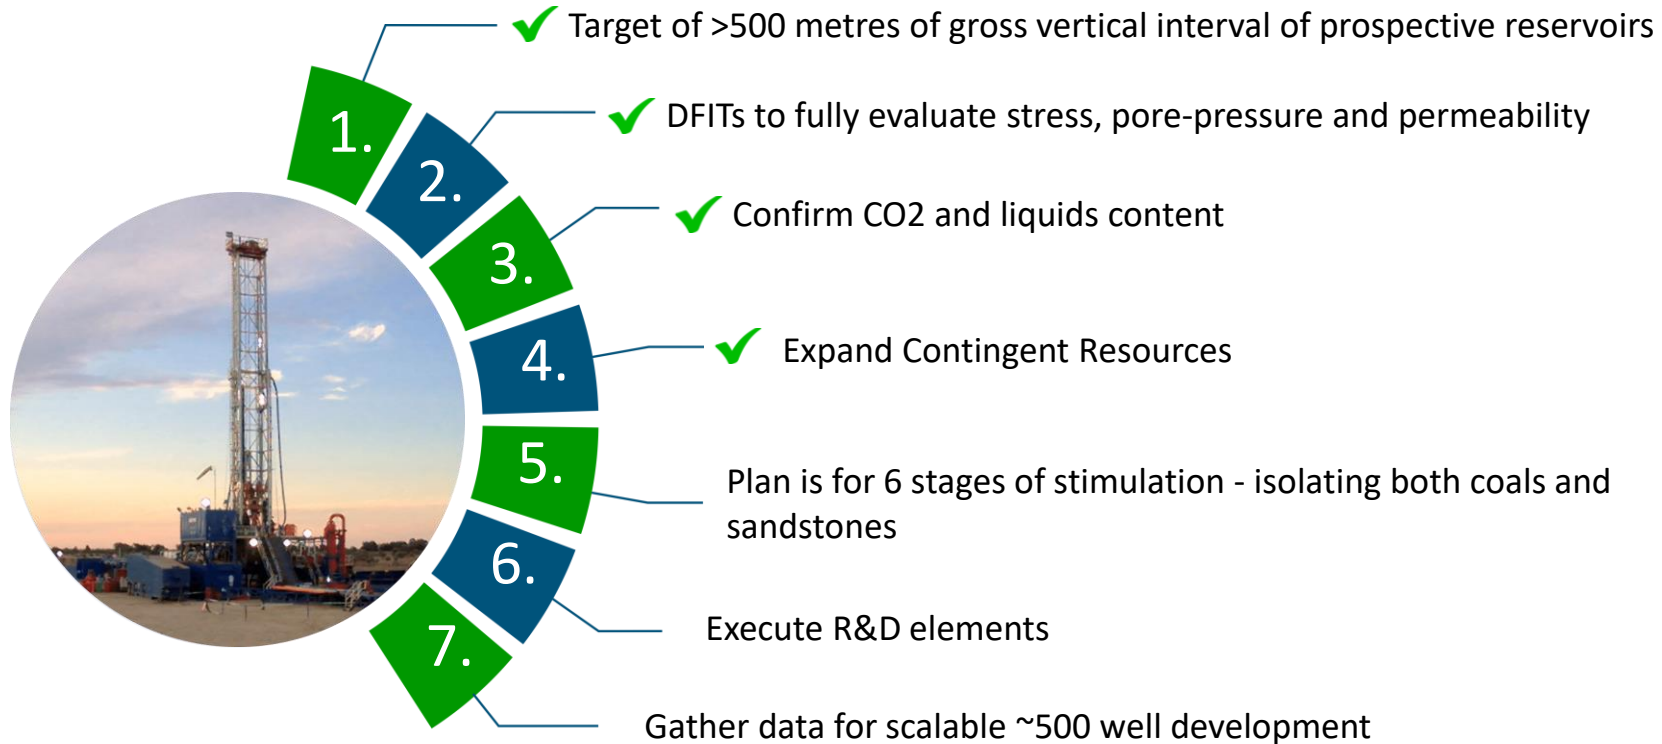 1.
Target of >500 metres of gross vertical interval of prospective reservoirs
2.
DFITs to fully evaluate stress, pore-pressure and permeability
3.
Confirm CO2 and liquids content
4.
Expand Contingent Resources
5.
Plan is for 6 stages of stimulation - isolating both coals and
sandstones
6.
Execute R&D elements
7.
Gather data for scalable ~500 well development